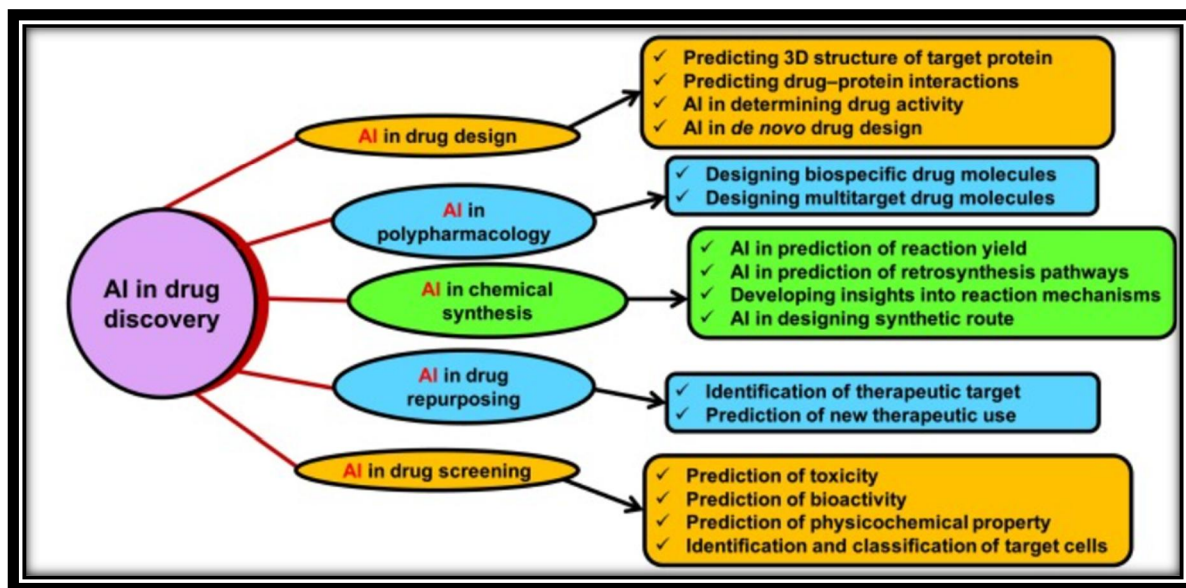 AI in drug
discovery
AI in drug design
✓ Predicting 3D structure of target protein
✓ Predicting drug–protein interactions
✓ AI in determining drug activity
✓ AI in de novo drug design
AI in
polypharmacology
✓ Designing biospecific drug molecules
✓ Designing multitarget drug molecules
AI in chemical
synthesis
✓ AI in prediction of reaction yield
✓ AI in prediction of retrosynthesis pathways
✓ Developing insights into reaction mechanisms
✓ AI in designing synthetic route
AI in drug
repurposing
✓ Identification of therapeutic target
✓ Prediction of new therapeutic use
AI in drug screening
✓ Prediction of toxicity
✓ Prediction of bioactivity
✓ Prediction of physicochemical property
✓ Identification and classification of target cells